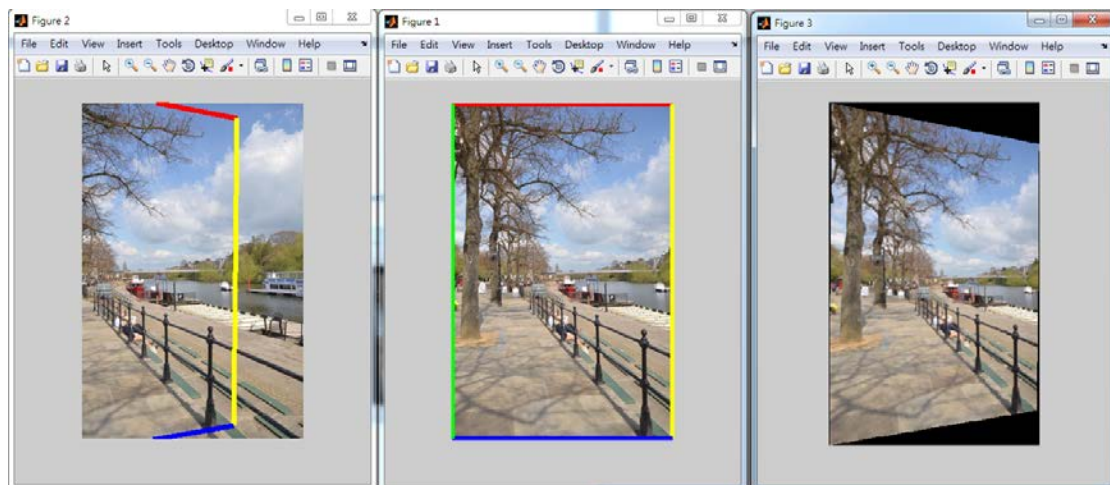 Figure 2
File Edit View Insert Tools Desktop Window Help
Figure 1
File Edit View Insert Tools Desktop Window Help
Figure 3
File Edit View Insert Tools Desktop Window Help